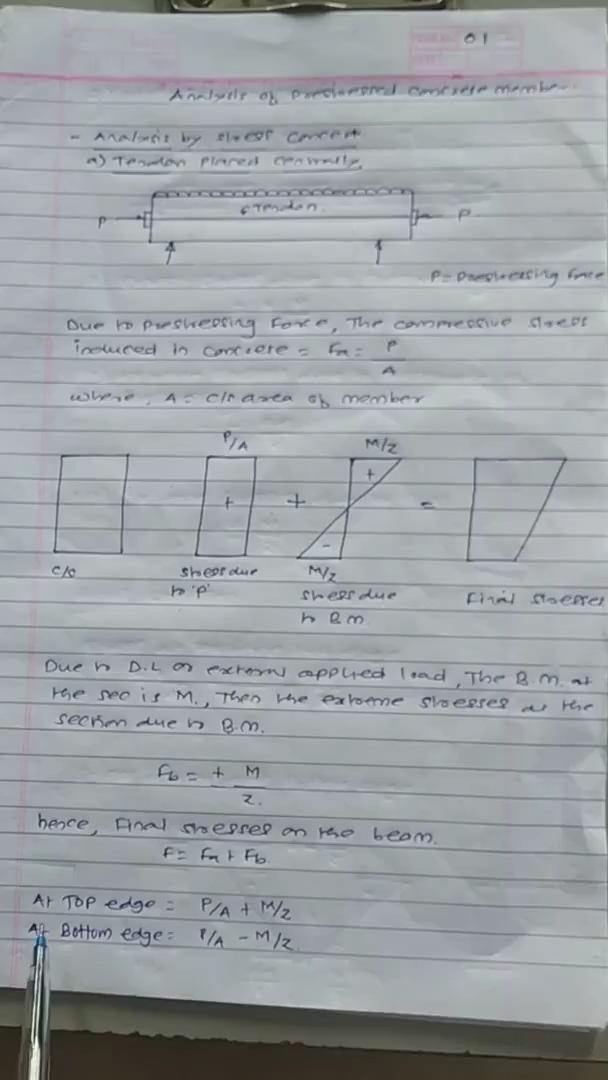 01
Analysis of prestressed concrete member.
- Analysis by stress concept
a) Tendon placed centrally
Tendon.
P
P
P = prestressing force
Due to prestressing force, The compressive stress
induced in concrete = Fa = P/A
where, A = c/s area of member
P/A
M/Z
+
+
+
-
=
c/s
stress due
to 'P'
M/Z
stress due
to B.M
Final stresses
Due to D.L or external applied load, The B.M. at
the sec is M., Then the extreme stresses at the
section due to B.M.
Fb = + M/Z.
hence, Final stresses on the beam.
F = Fa + Fb
At TOP edge = P/A + M/Z
At Bottom edge = P/A - M/Z.